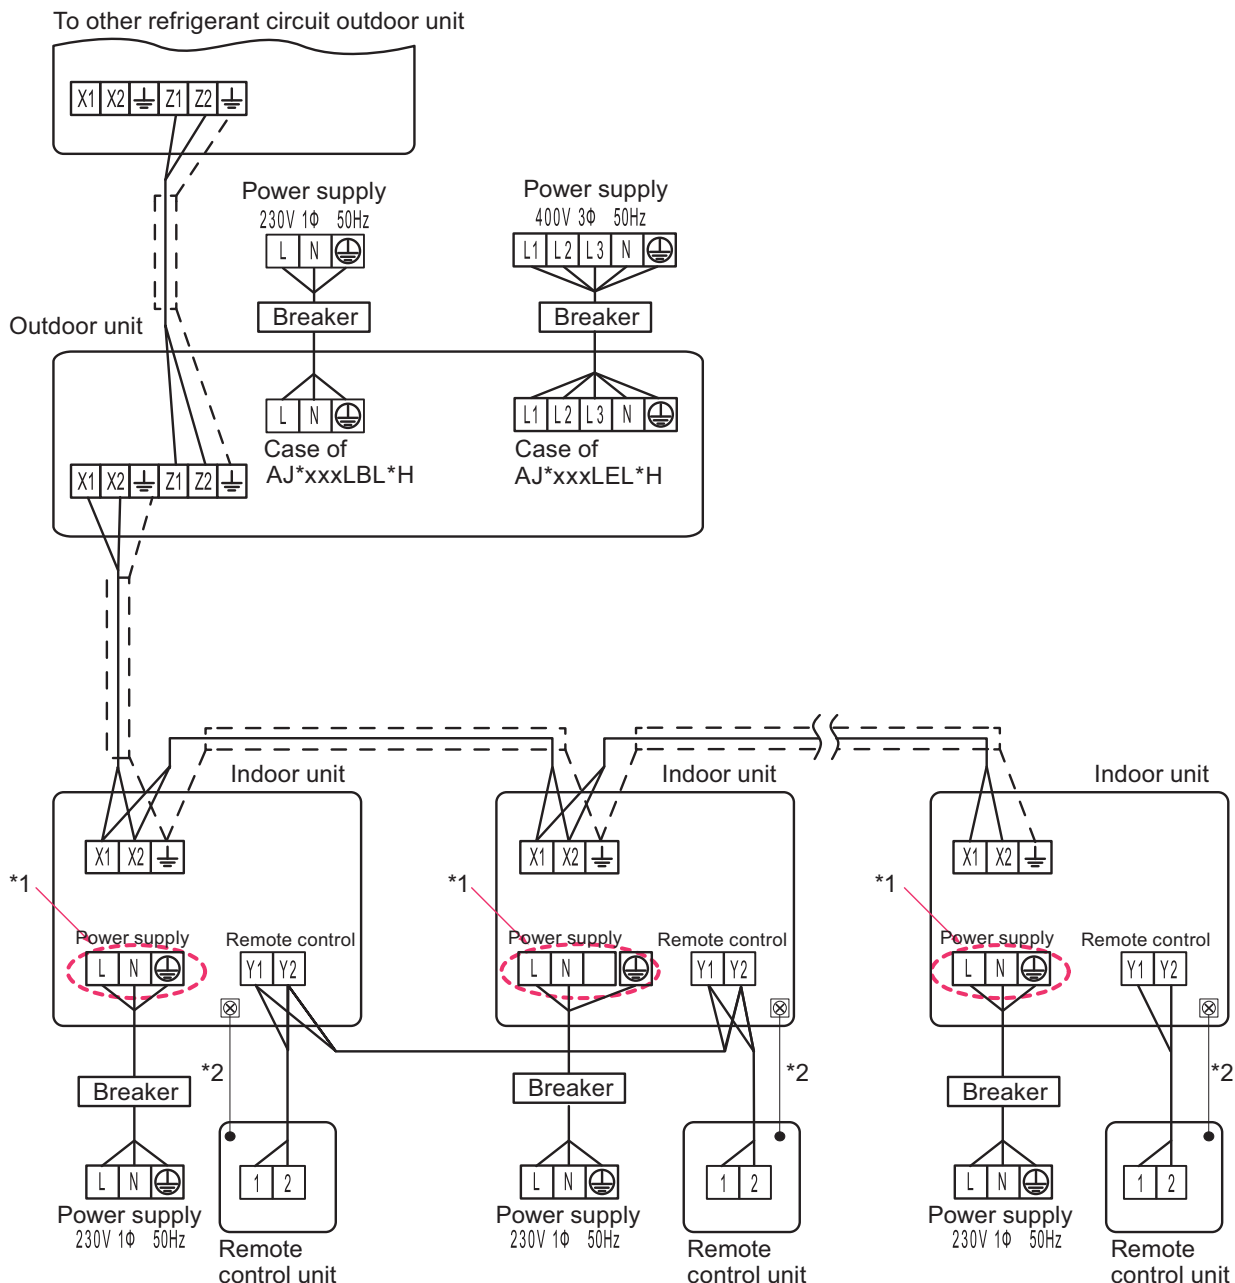 To other refrigerant circuit outdoor unit
X1 X2 Z1 Z2
Power supply
230V 1Φ 50Hz
L N
Breaker
Power supply
400V 3Φ 50Hz
L1 L2 L3 N
Breaker
Outdoor unit
L N
Case of
AJ*xxxLBL*H
L1 L2 L3 N
Case of
AJ*xxxLEL*H
X1 X2 Z1 Z2
Indoor unit
X1 X2
*1
Power supply
L N
Remote control
Y1 Y2
*2
Breaker
L N
Power supply
230V 1Φ 50Hz
1 2
Remote
control unit
Indoor unit
X1 X2
*1
Power supply
L N
Remote control
Y1 Y2
*2
Breaker
L N
Power supply
230V 1Φ 50Hz
1 2
Remote
control unit
Indoor unit
X1 X2
*1
Power supply
L N
Remote control
Y1 Y2
*2
Breaker
L N
Power supply
230V 1Φ 50Hz
1 2
Remote
control unit